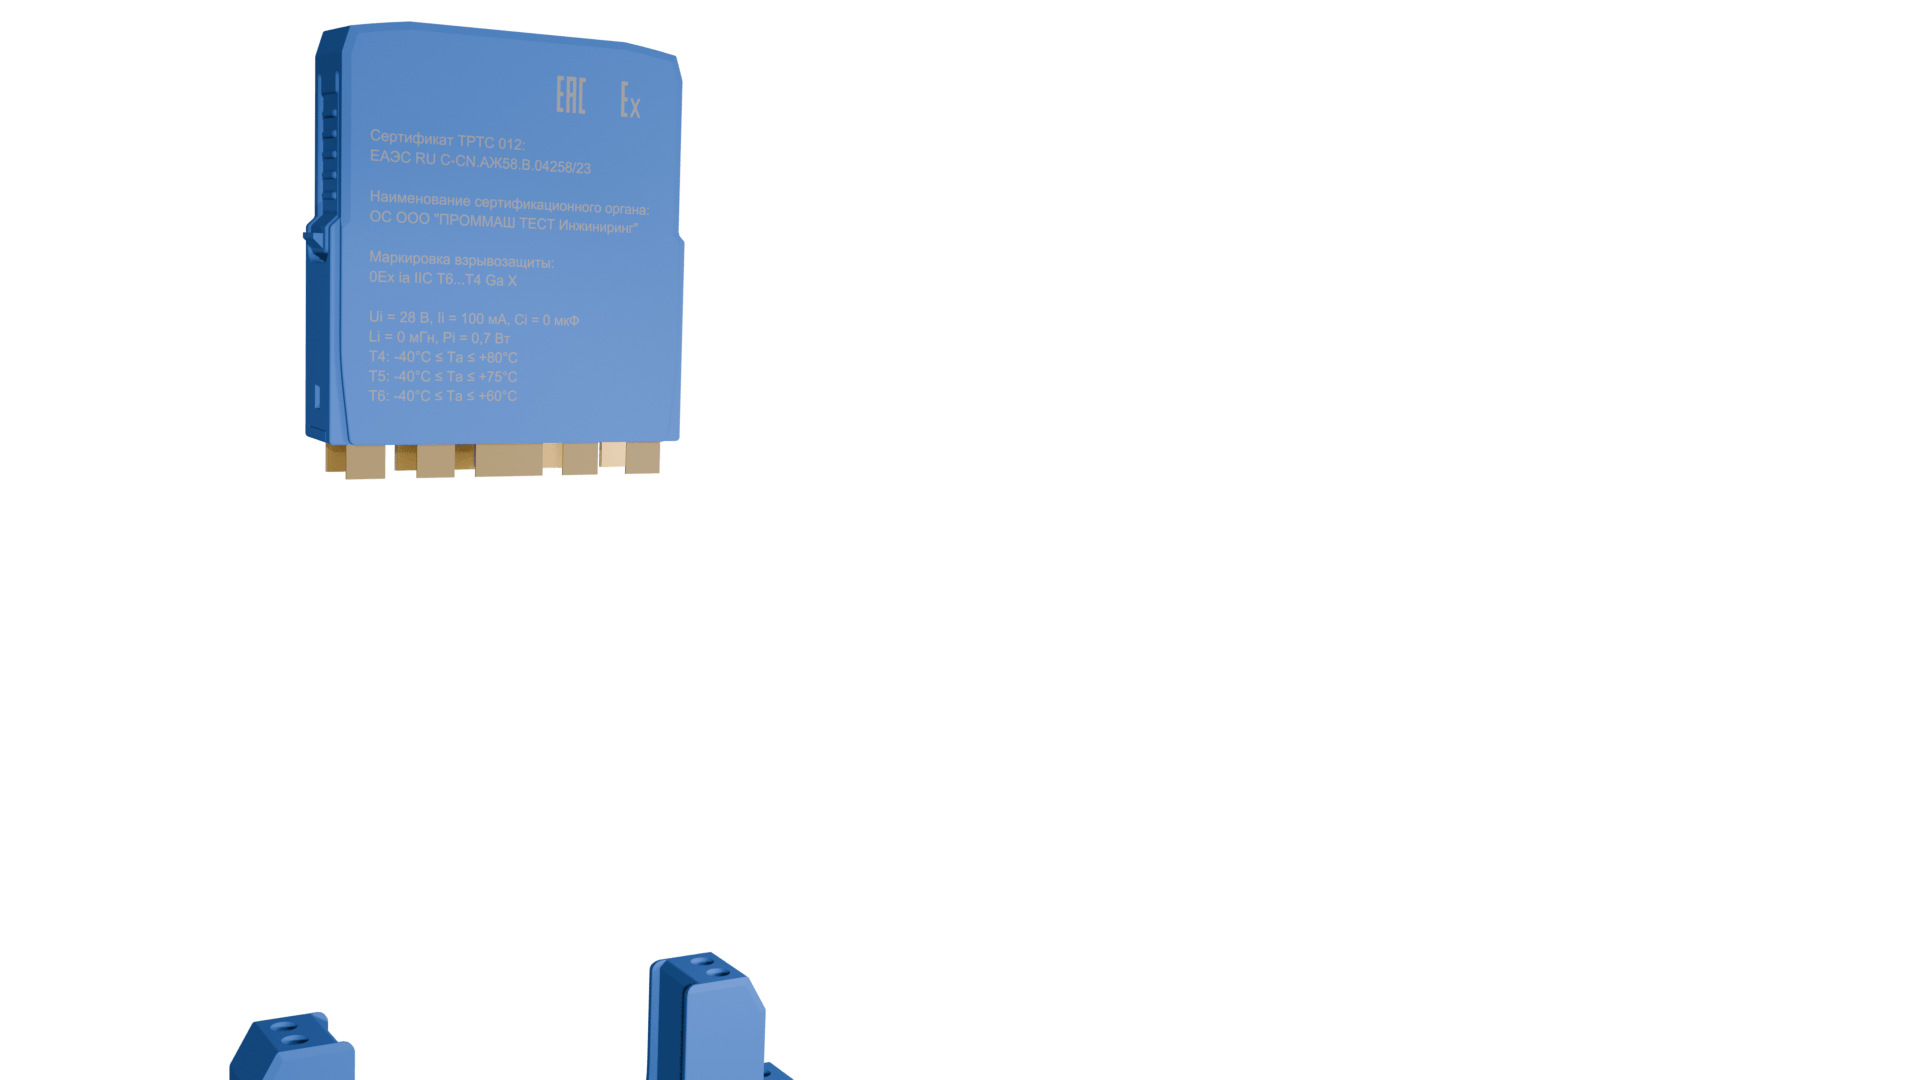 EAC Ex
Сертификат ТРТС 012:
ЕАЭС RU С-CN.АЖ58.В.04258/23
Наименование сертификационного органа:
ОС ООО "ПРОММАШ ТЕСТ Инжиниринг"
Маркировка взрывозащиты:
0Ex ia IIC T6...T4 Ga X
Ui = 28 В, Ii = 100 мА, Ci = 0 мкФ
Li = 0 мГн, Pi = 0,7 Вт
T4: -40°C ≤ Ta ≤ +80°C
T5: -40°C ≤ Ta ≤ +75°C
T6: -40°C ≤ Ta ≤ +60°C